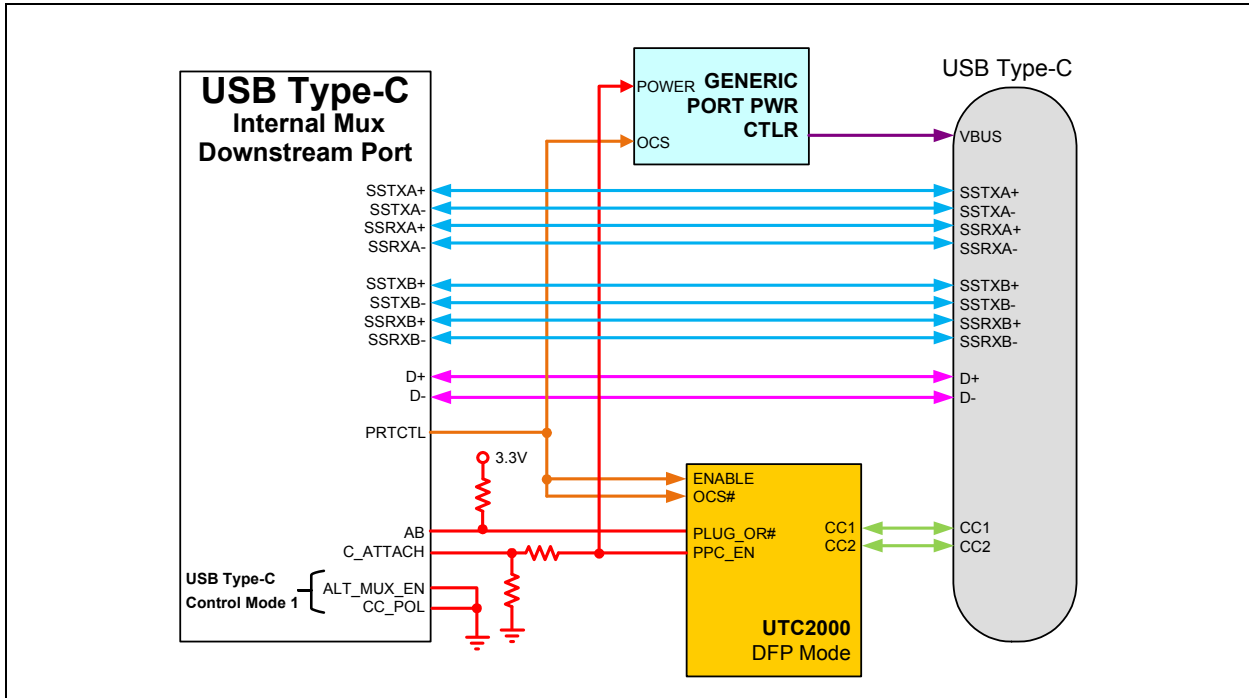 USB Type-C
Internal Mux
Downstream Port
SSTXA+
SSTXA-
SSRXA+
SSRXA-
SSTXB+
SSTXB-
SSRXB+
SSRXB-
D+
D-
PRTCTL
AB
C_ATTACH
ALT_MUX_EN
CC_POL
USB Type-C
Control Mode 1
3.3V
POWER
GENERIC
PORT PWR
CTLR
OCS
ENABLE
OCS#
PLUG_OR#
PPC_EN
CC1
CC2
UTC2000
DFP Mode
USB Type-C
VBUS
SSTXA+
SSTXA-
SSRXA+
SSRXA-
SSTXB+
SSTXB-
SSRXB+
SSRXB-
D+
D-
CC1
CC2